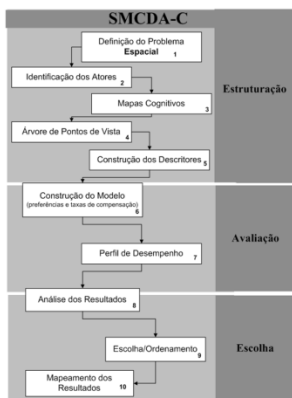 SMCDA-C
Definição do Problema
Espacial 1
Identificação dos Atores
2
Mapas Cognitivos
3
Estruturação
Árvore de Pontos de Vista
4
Construção dos Descritores
5
Construção do Modelo
(preferências e taxas de compensação)
6
Avaliação
Perfil de Desempenho
7
Análise dos Resultados
8
Escolha/Ordenamento
9
Escolha
Mapeamento dos
Resultados 10